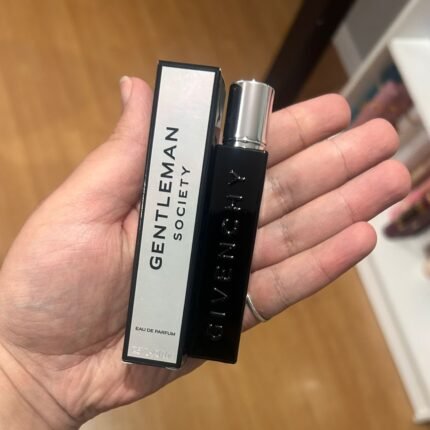 GENTLEMAN
SOCIETY
EAU DE PARFUM
GIVENCHY